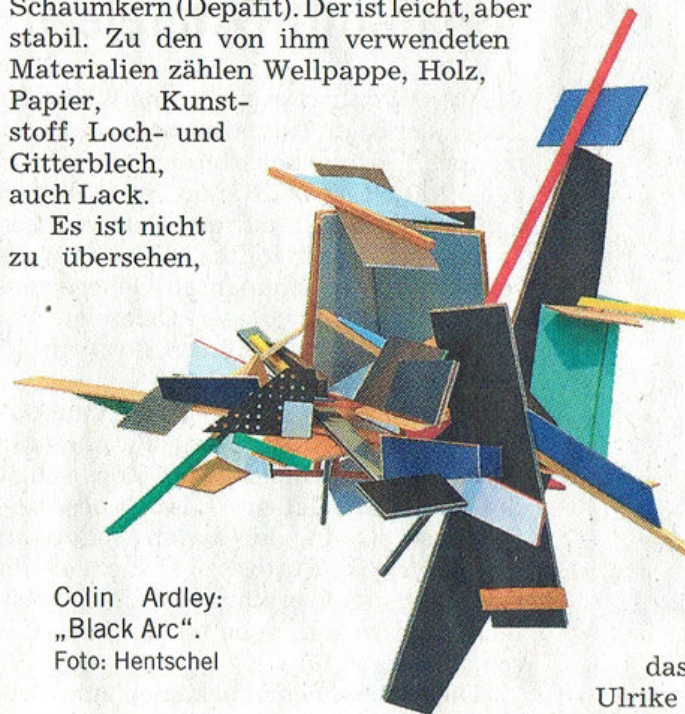 Schaumkern (Depafit). Der ist leicht, aber
stabil. Zu den von ihm verwendeten
Materialien zählen Wellpappe, Holz,
Papier, Kunst-
stoff, Loch- und
Gitterblech,
auch Lack.
Es ist nicht
zu übersehen,
Colin Ardley:
„Black Arc“.
Foto: Hentschel
das
Ulrike